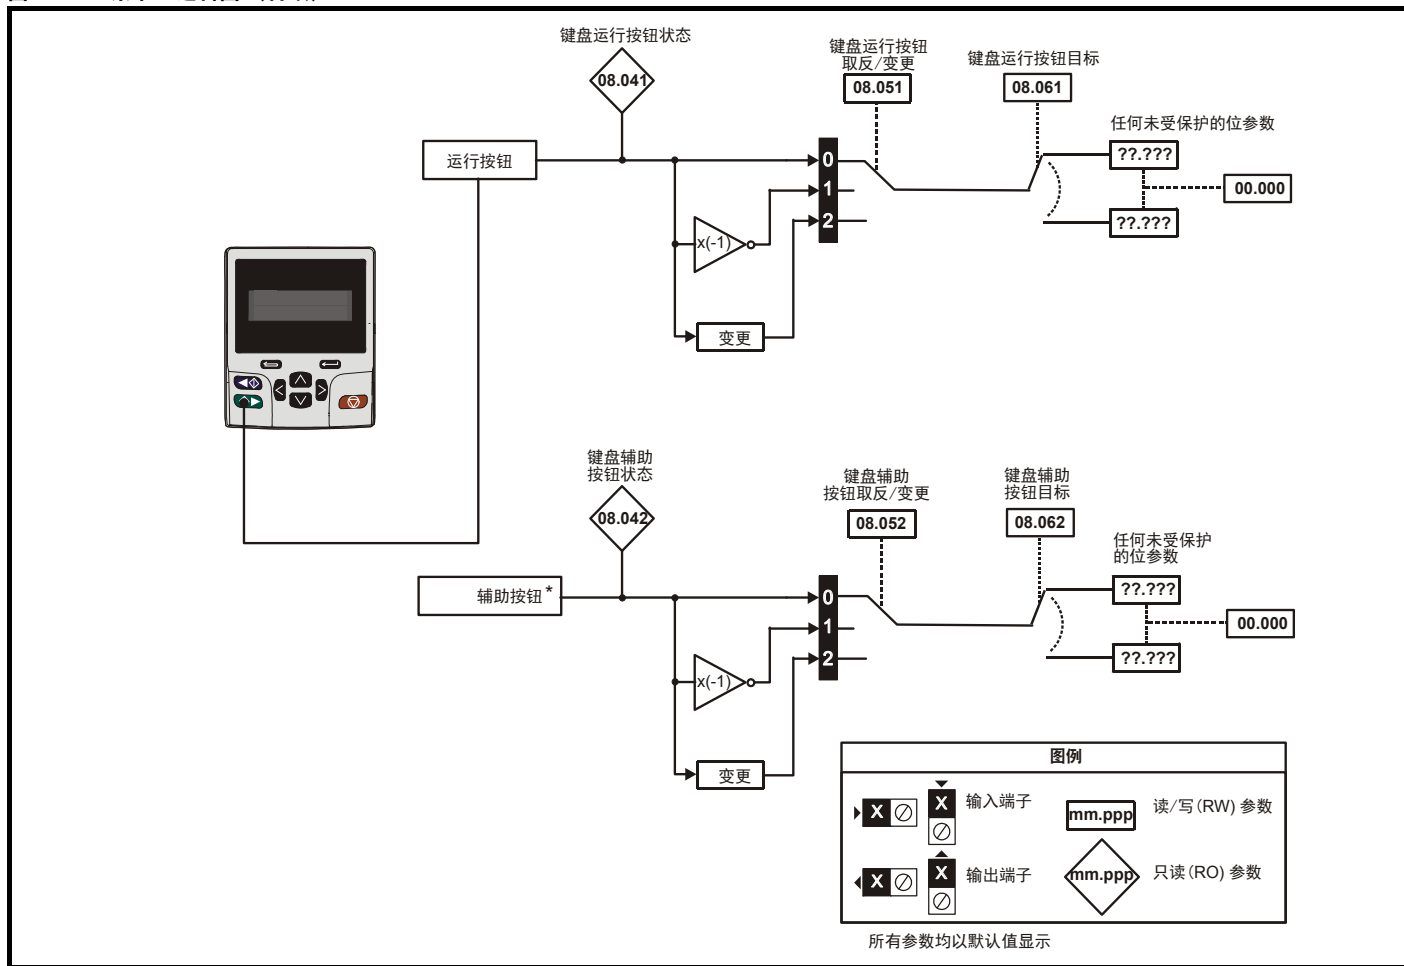 键盘运行按钮状态
08.041
键盘运行按钮
取反/变更
08.051
键盘运行按钮目标
08.061
任何未受保护的位参数
运行按钮
0
1
2
??.???
??.???
00.000
x(-1)
变更
键盘辅助
按钮状态
08.042
键盘辅助
按钮取反/变更
08.052
键盘辅助
按钮目标
08.062
任何未受保护
的位参数
辅助按钮*
0
1
2
??.???
??.???
00.000
x(-1)
变更
图例
X
X
输入端子
mm.ppp
读/写(RW) 参数
X
X
输出端子
mm.ppp
只读(RO) 参数
所有参数均以默认值显示